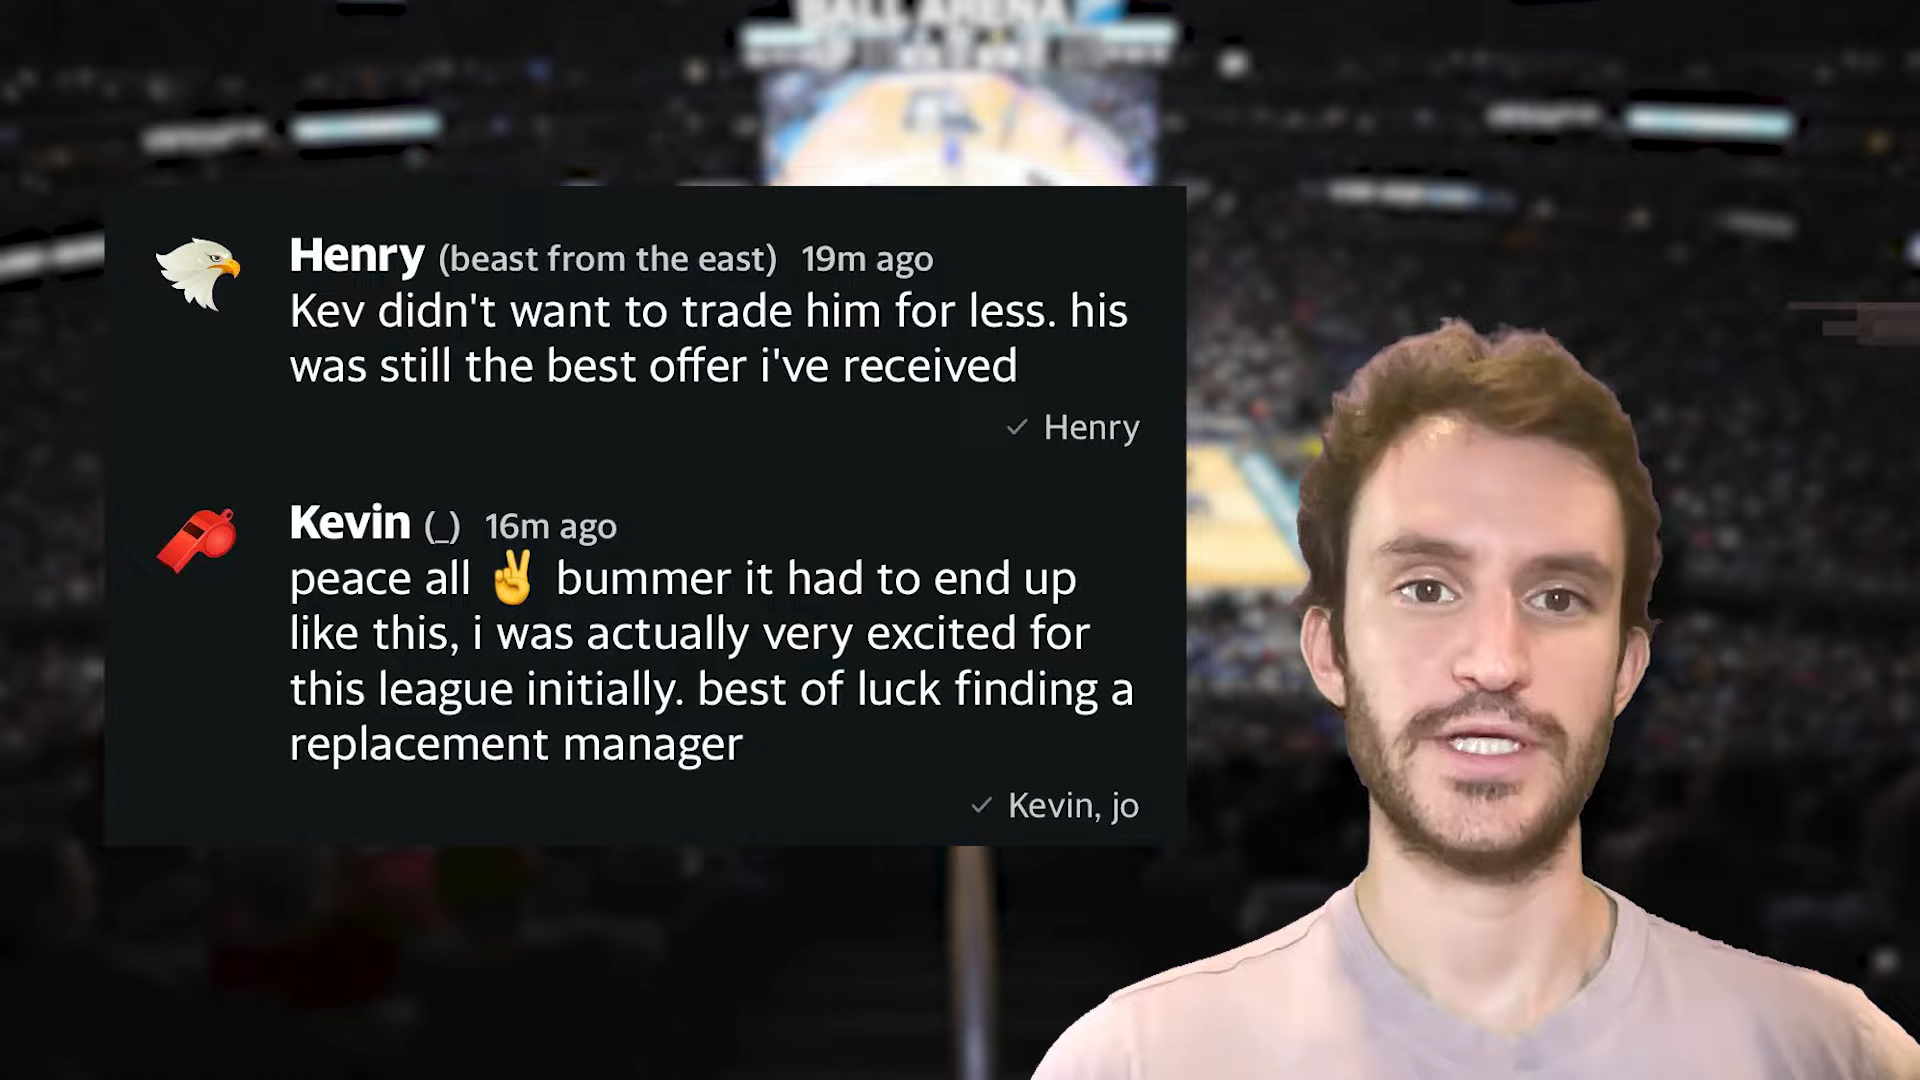 BALL ARENA
Henry (beast from the east) 19m ago
Kev didn't want to trade him for less. his
was still the best offer i've received
✓ Henry
Kevin (_) 16m ago
peace all ✌️ bummer it had to end up
like this, i was actually very excited for
this league initially. best of luck finding a
replacement manager
✓ Kevin, jo